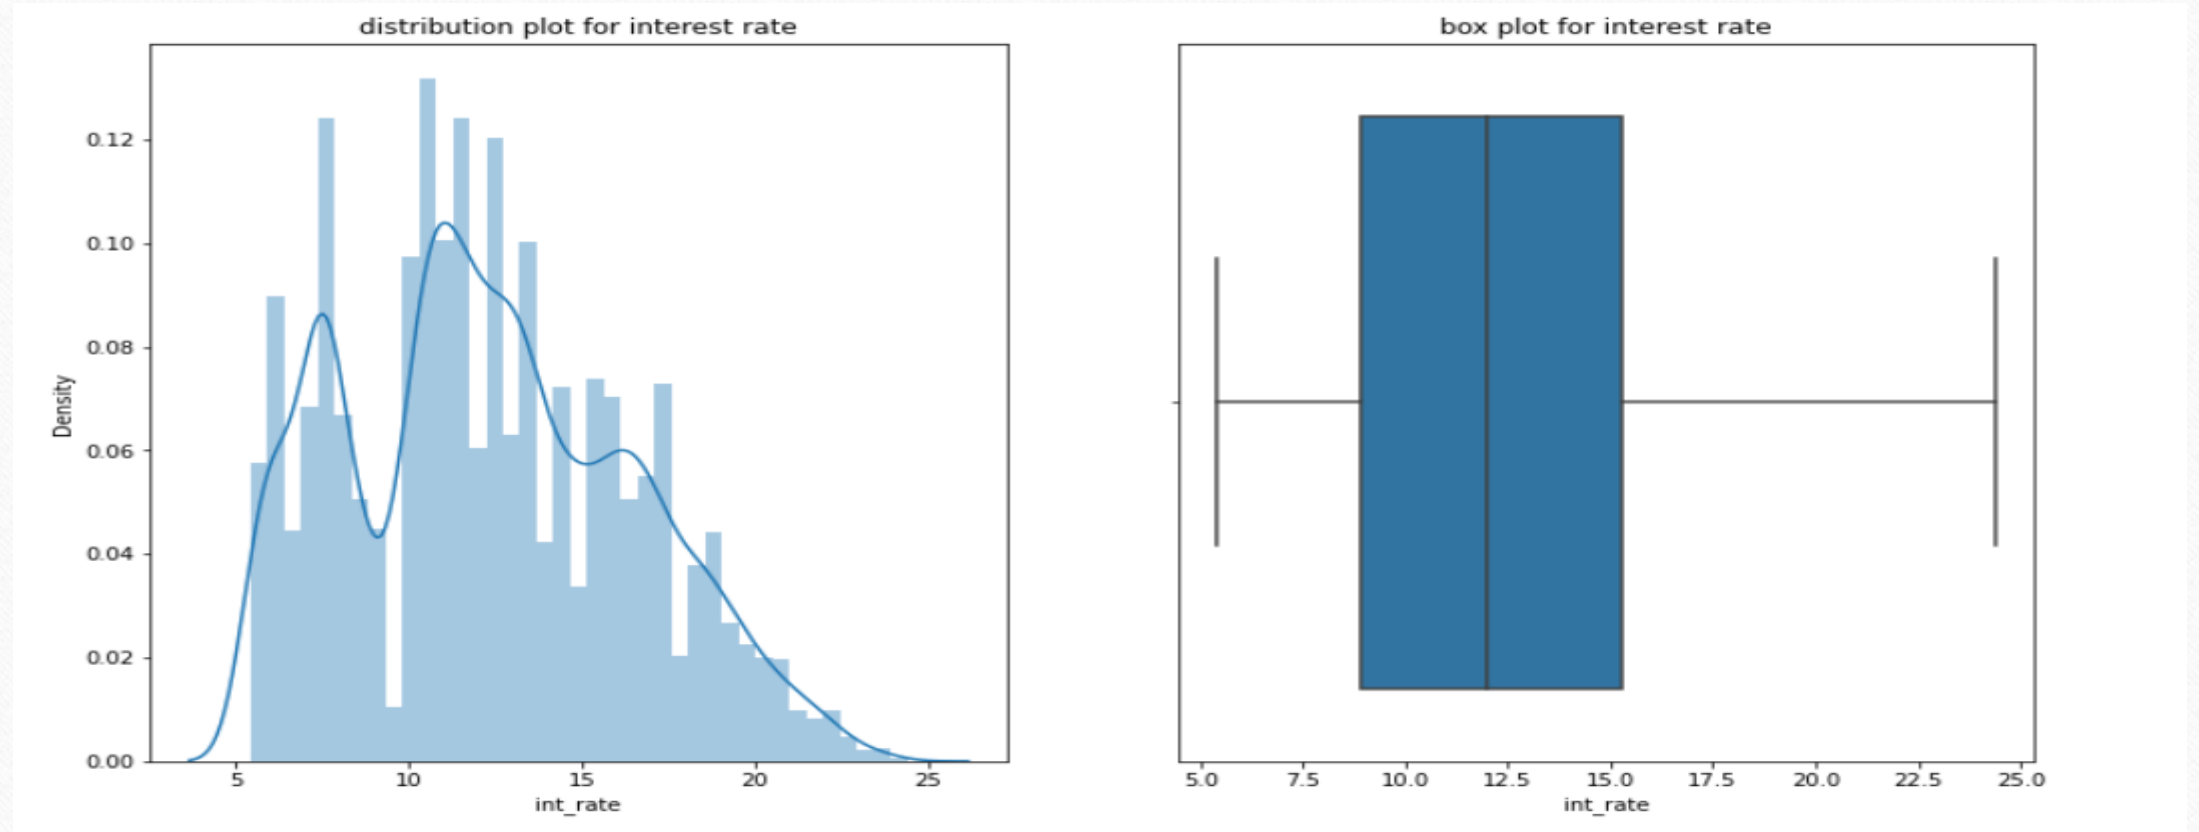 distribution plot for interest rate
Density
0.12
0.10
0.08
0.06
0.04
0.02
0.00
5 10 15 20 25
int_rate
box plot for interest rate
5.0 7.5 10.0 12.5 15.0 17.5 20.0 22.5 25.0
int_rate